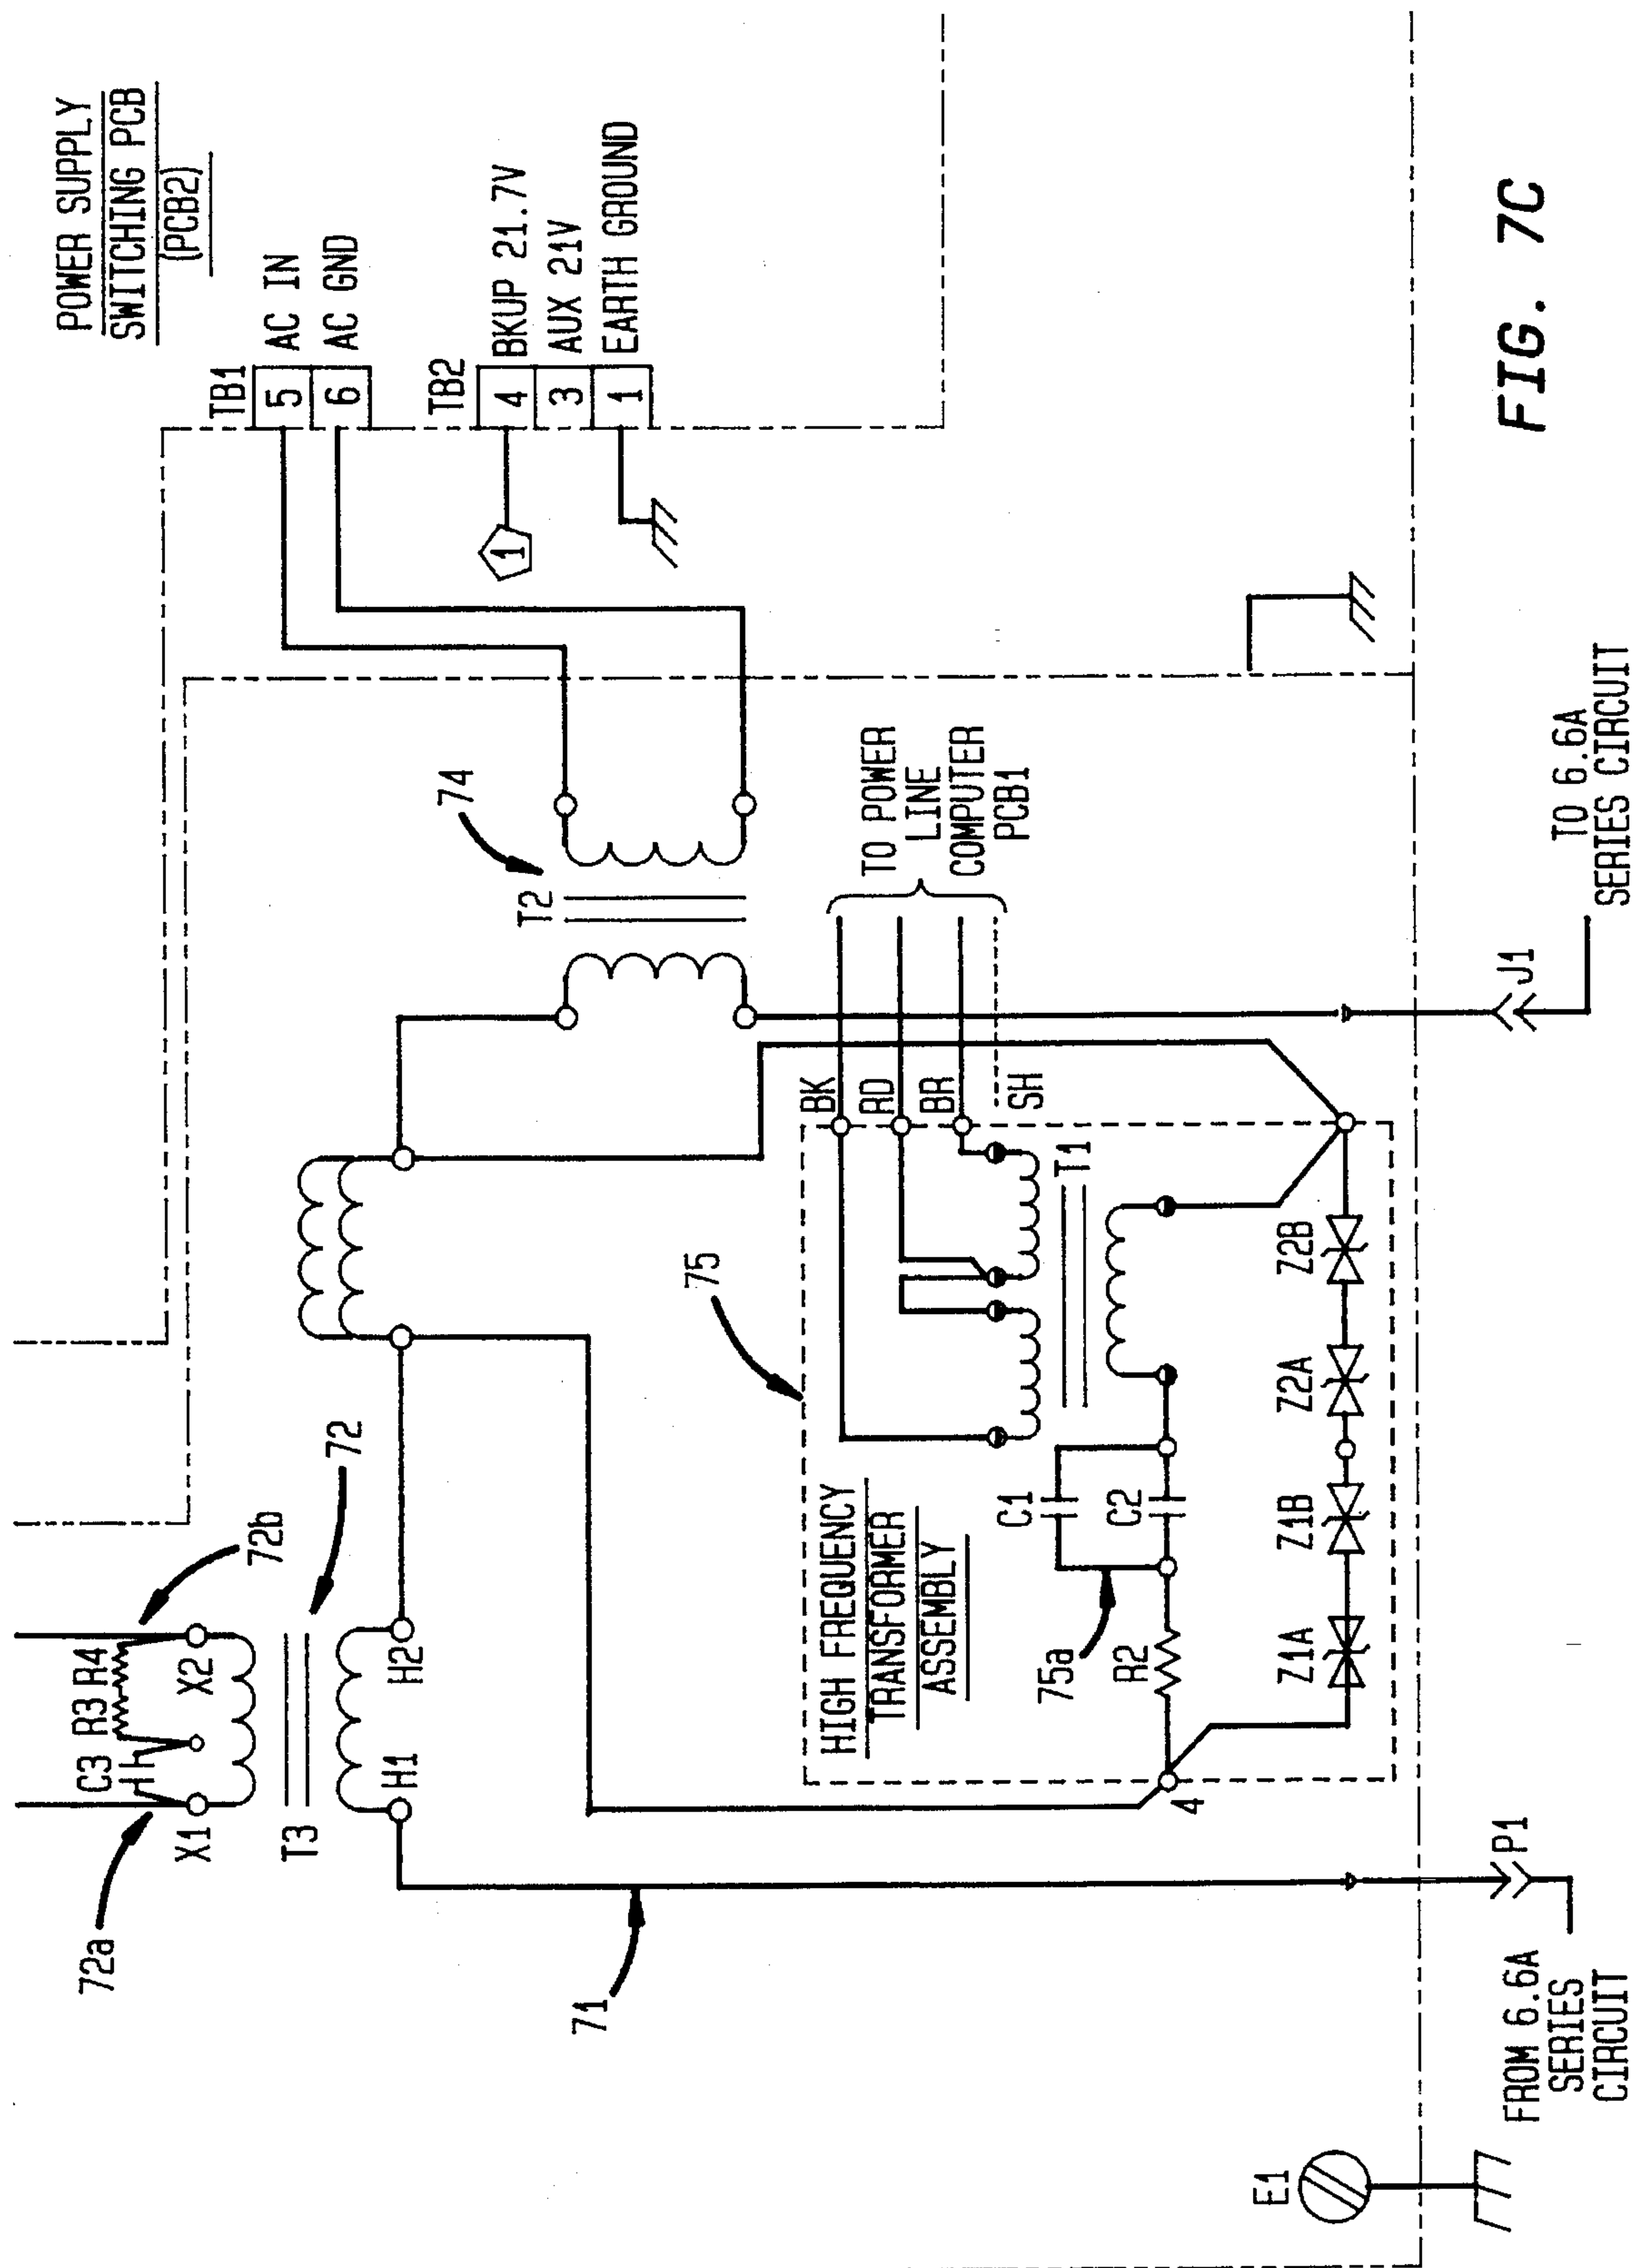 POWER SUPPLY
SWITCHING PCB
(PCB2)
72a
72b
C3
R3
R4
X1
X2
T3
72
H1
H2
71
TB1
5
AC IN
6
AC GND
TB2
4
BKUP 21.7V
3
AUX 21V
1
EARTH GROUND
1
74
T2
75
TO POWER
LINE
COMPUTER
PCB1
BK
RD
BR
SH
HIGH FREQUENCY
TRANSFORMER
ASSEMBLY
T1
C1
C2
75a
R2
4
Z1A
Z1B
Z2A
Z2B
E1
P1
J1
FROM 6.6A
SERIES
CIRCUIT
TO 6.6A
SERIES CIRCUIT
FIG. 7C